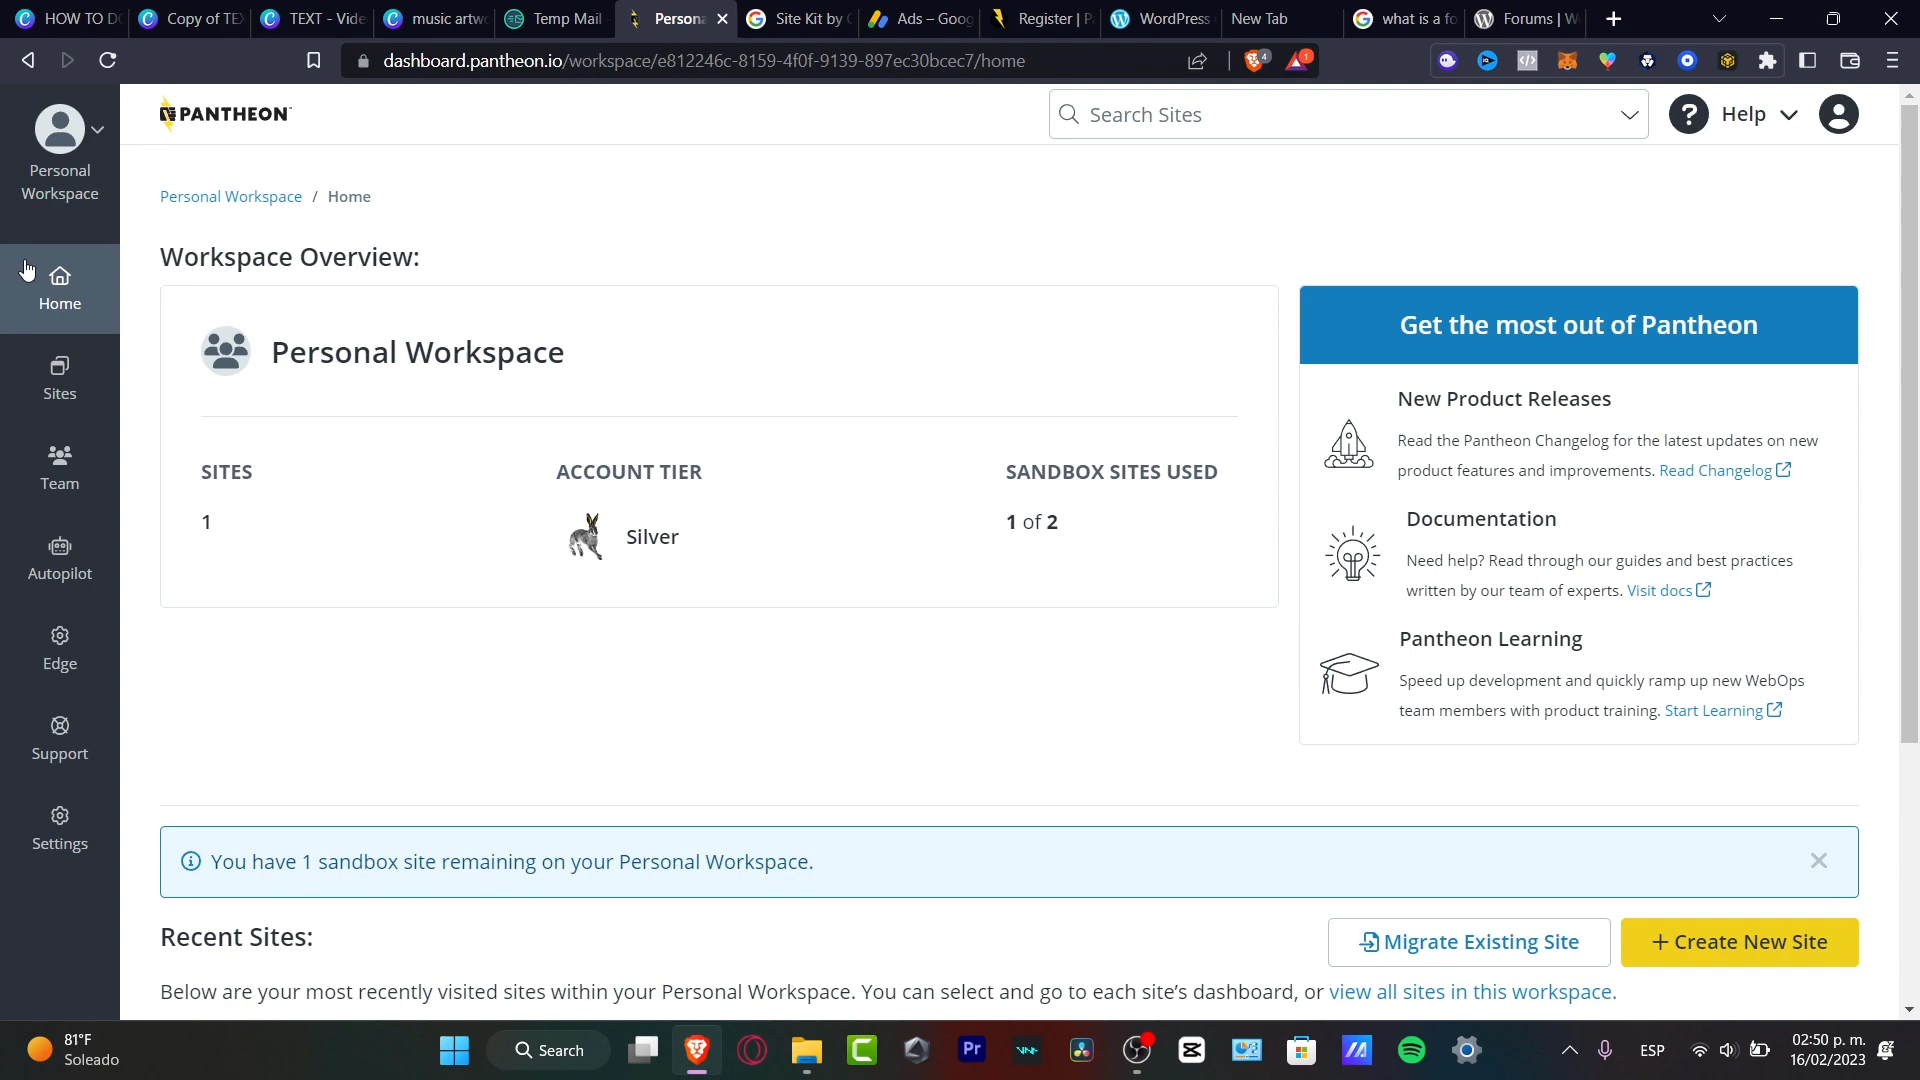 HOW TO DO
Copy of TEX
TEXT - Vide
music artwo
Temp Mail
Persona
Site Kit by G
Ads – Goog
Register | P
WordPress
New Tab
what is a fo
Forums | W
dashboard.pantheon.io/workspace/e812246c-8159-4f0f-9139-897ec30bcec7/home
4
1
Personal
Workspace
Home
Sites
Team
Autopilot
Edge
Support
Settings
PANTHEON
Search Sites
? Help
Personal Workspace / Home
Workspace Overview:
Personal Workspace
SITES
1
ACCOUNT TIER
Silver
SANDBOX SITES USED
1 of 2
Get the most out of Pantheon
New Product Releases
Read the Pantheon Changelog for the latest updates on new
product features and improvements. Read Changelog
Documentation
Need help? Read through our guides and best practices
written by our team of experts. Visit docs
Pantheon Learning
Speed up development and quickly ramp up new WebOps
team members with product training. Start Learning
You have 1 sandbox site remaining on your Personal Workspace.
Recent Sites:
Migrate Existing Site
+ Create New Site
Below are your most recently visited sites within your Personal Workspace. You can select and go to each site's dashboard, or view all sites in this workspace.
81°F
Soleado
Search
Pr
ESP
02:50 p. m.
16/02/2023